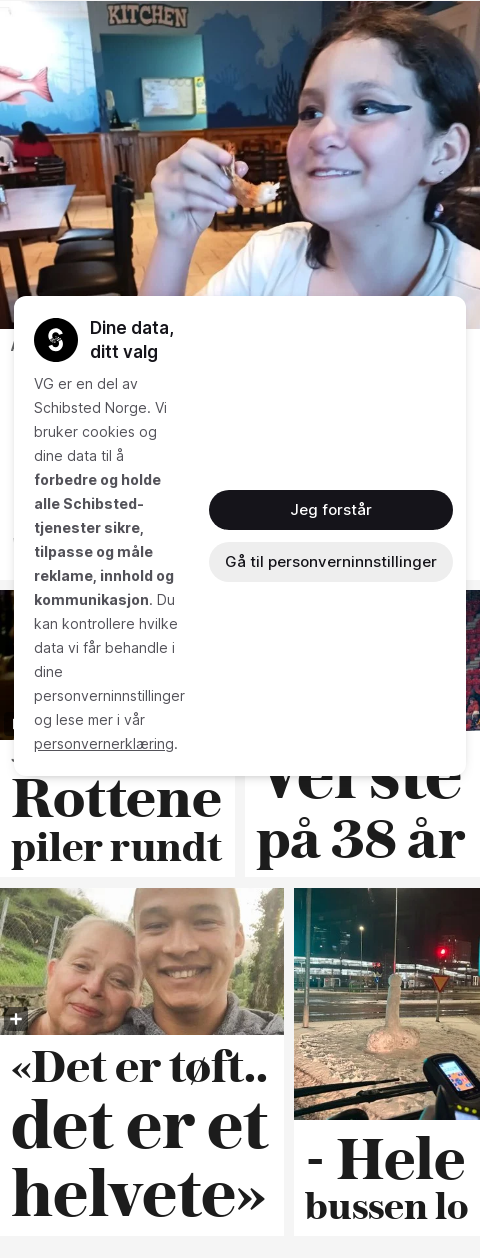 KITCHEN
Dine data,
ditt valg
VG er en del av
Schibsted Norge. Vi
bruker cookies og
dine data til å
forbedre og holde
alle Schibsted-
tjenester sikre,
tilpasse og måle
reklame, innhold og
kommunikasjon. Du
kan kontrollere hvilke
data vi får behandle i
dine
personverninnstillinger
og lese mer i vår
personvernerklæring.
Jeg forstår
Gå til personverninnstillinger
Rottene
piler rundt
på 38 år
«Det er tøft..
det er et
helvete»
- Hele
bussen lo